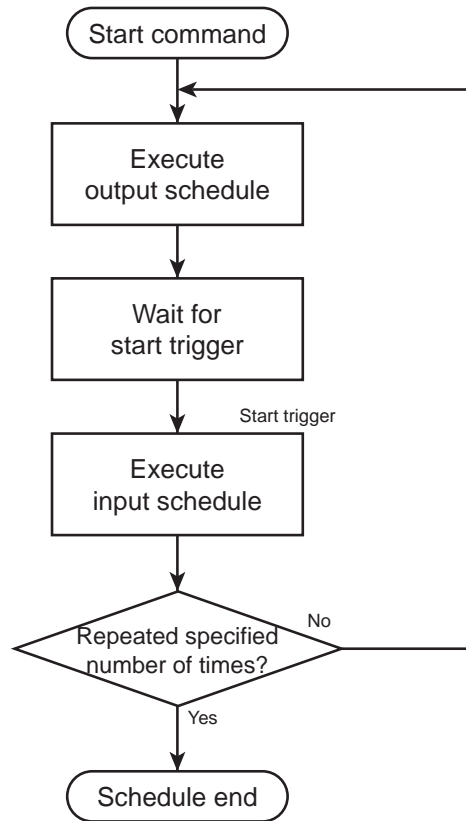 Start command
Execute
output schedule
Wait for
start trigger
Start trigger
Execute
input schedule
Repeated specified
number of times?
No
Yes
Schedule end